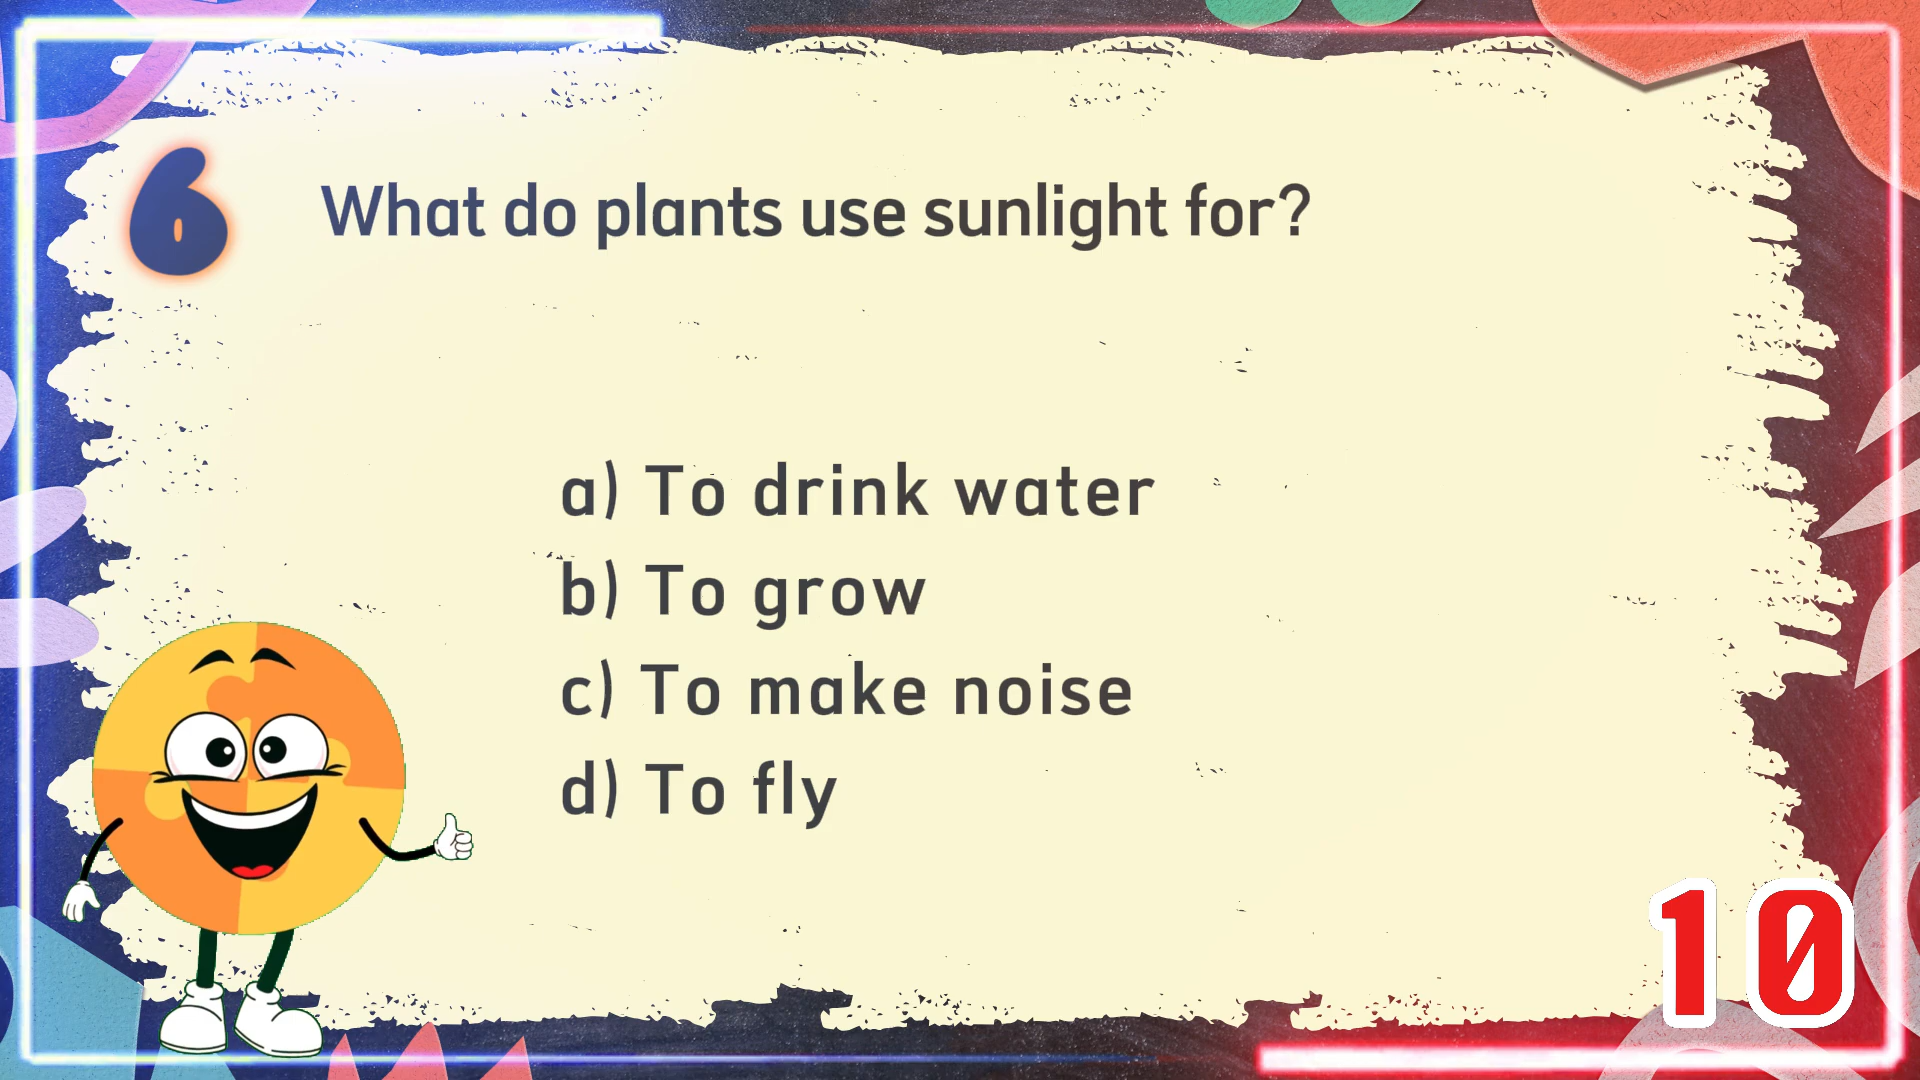 6
What do plants use sunlight for?
a) To drink water
b) To grow
c) To make noise
d) To fly
10